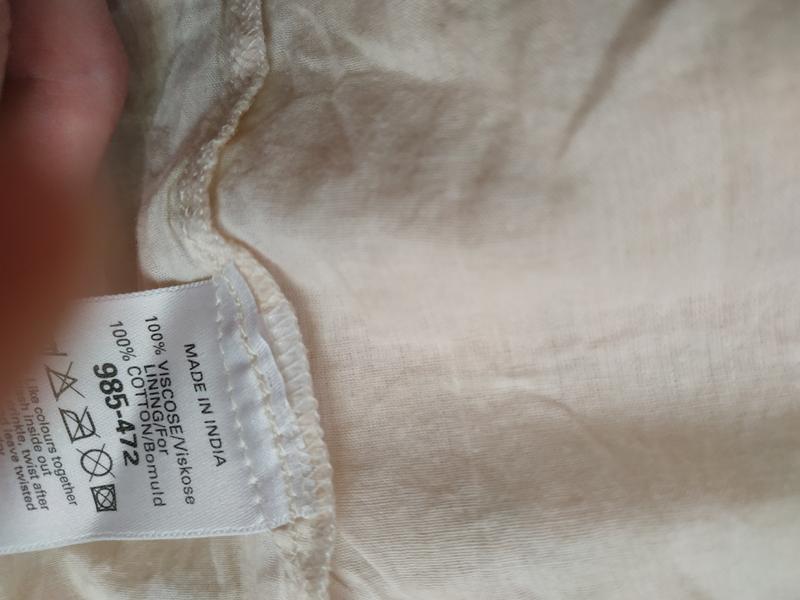 MADE IN INDIA
100% VISCOSE/Viskose
LINING/For
100% COTTON/Bomuld
985-472
like colours together
inside out
twist after
leave twisted